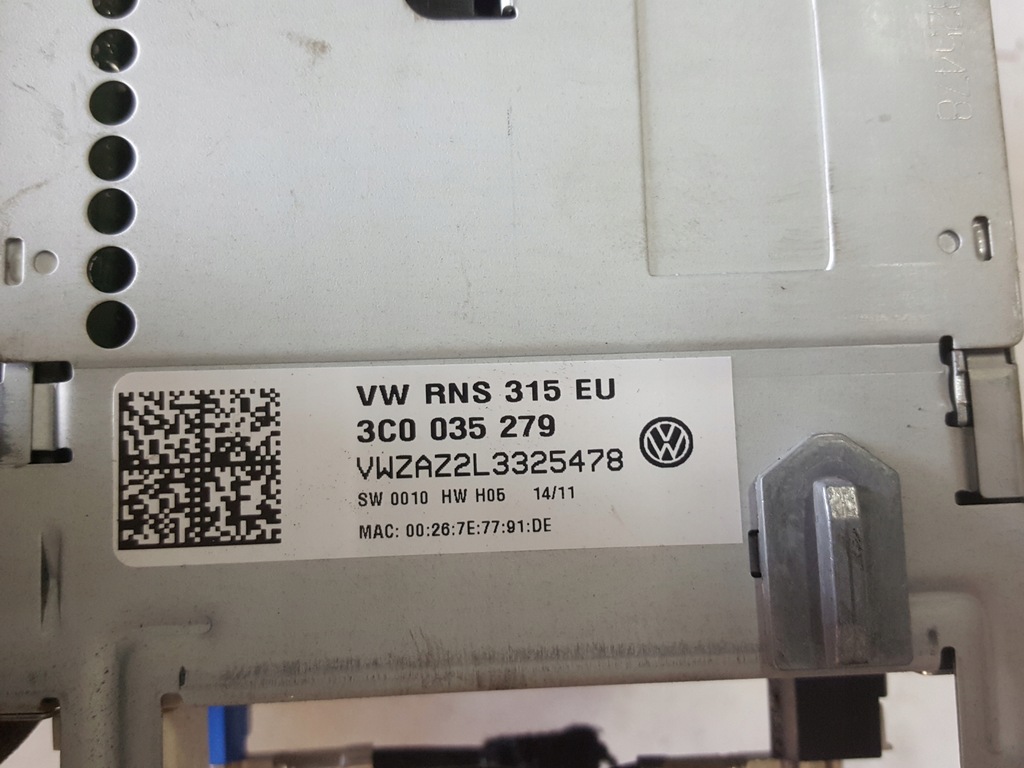 VW RNS 315 EU
3C0 035 279
VWZAZ2L3325478
SW 0010 HW H05 14/11
MAC: 00:26:7E:77:91:DE